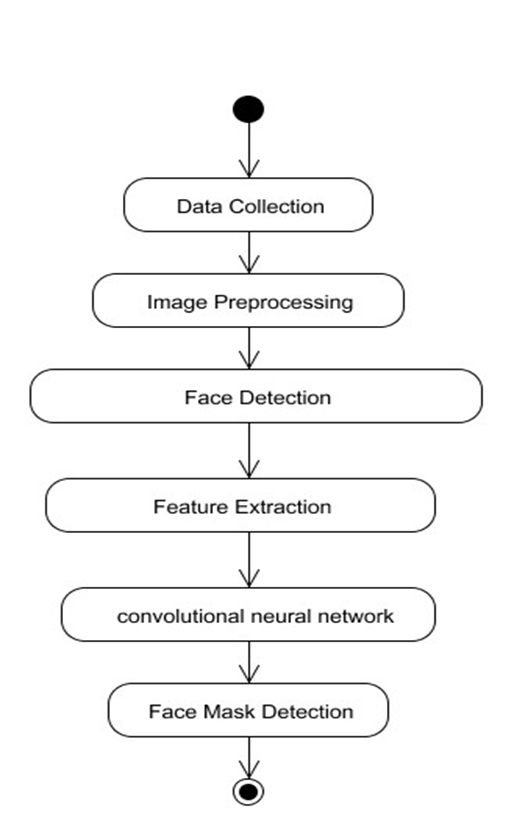 Data Collection
Image Preprocessing
Face Detection
Feature Extraction
convolutional neural network
Face Mask Detection